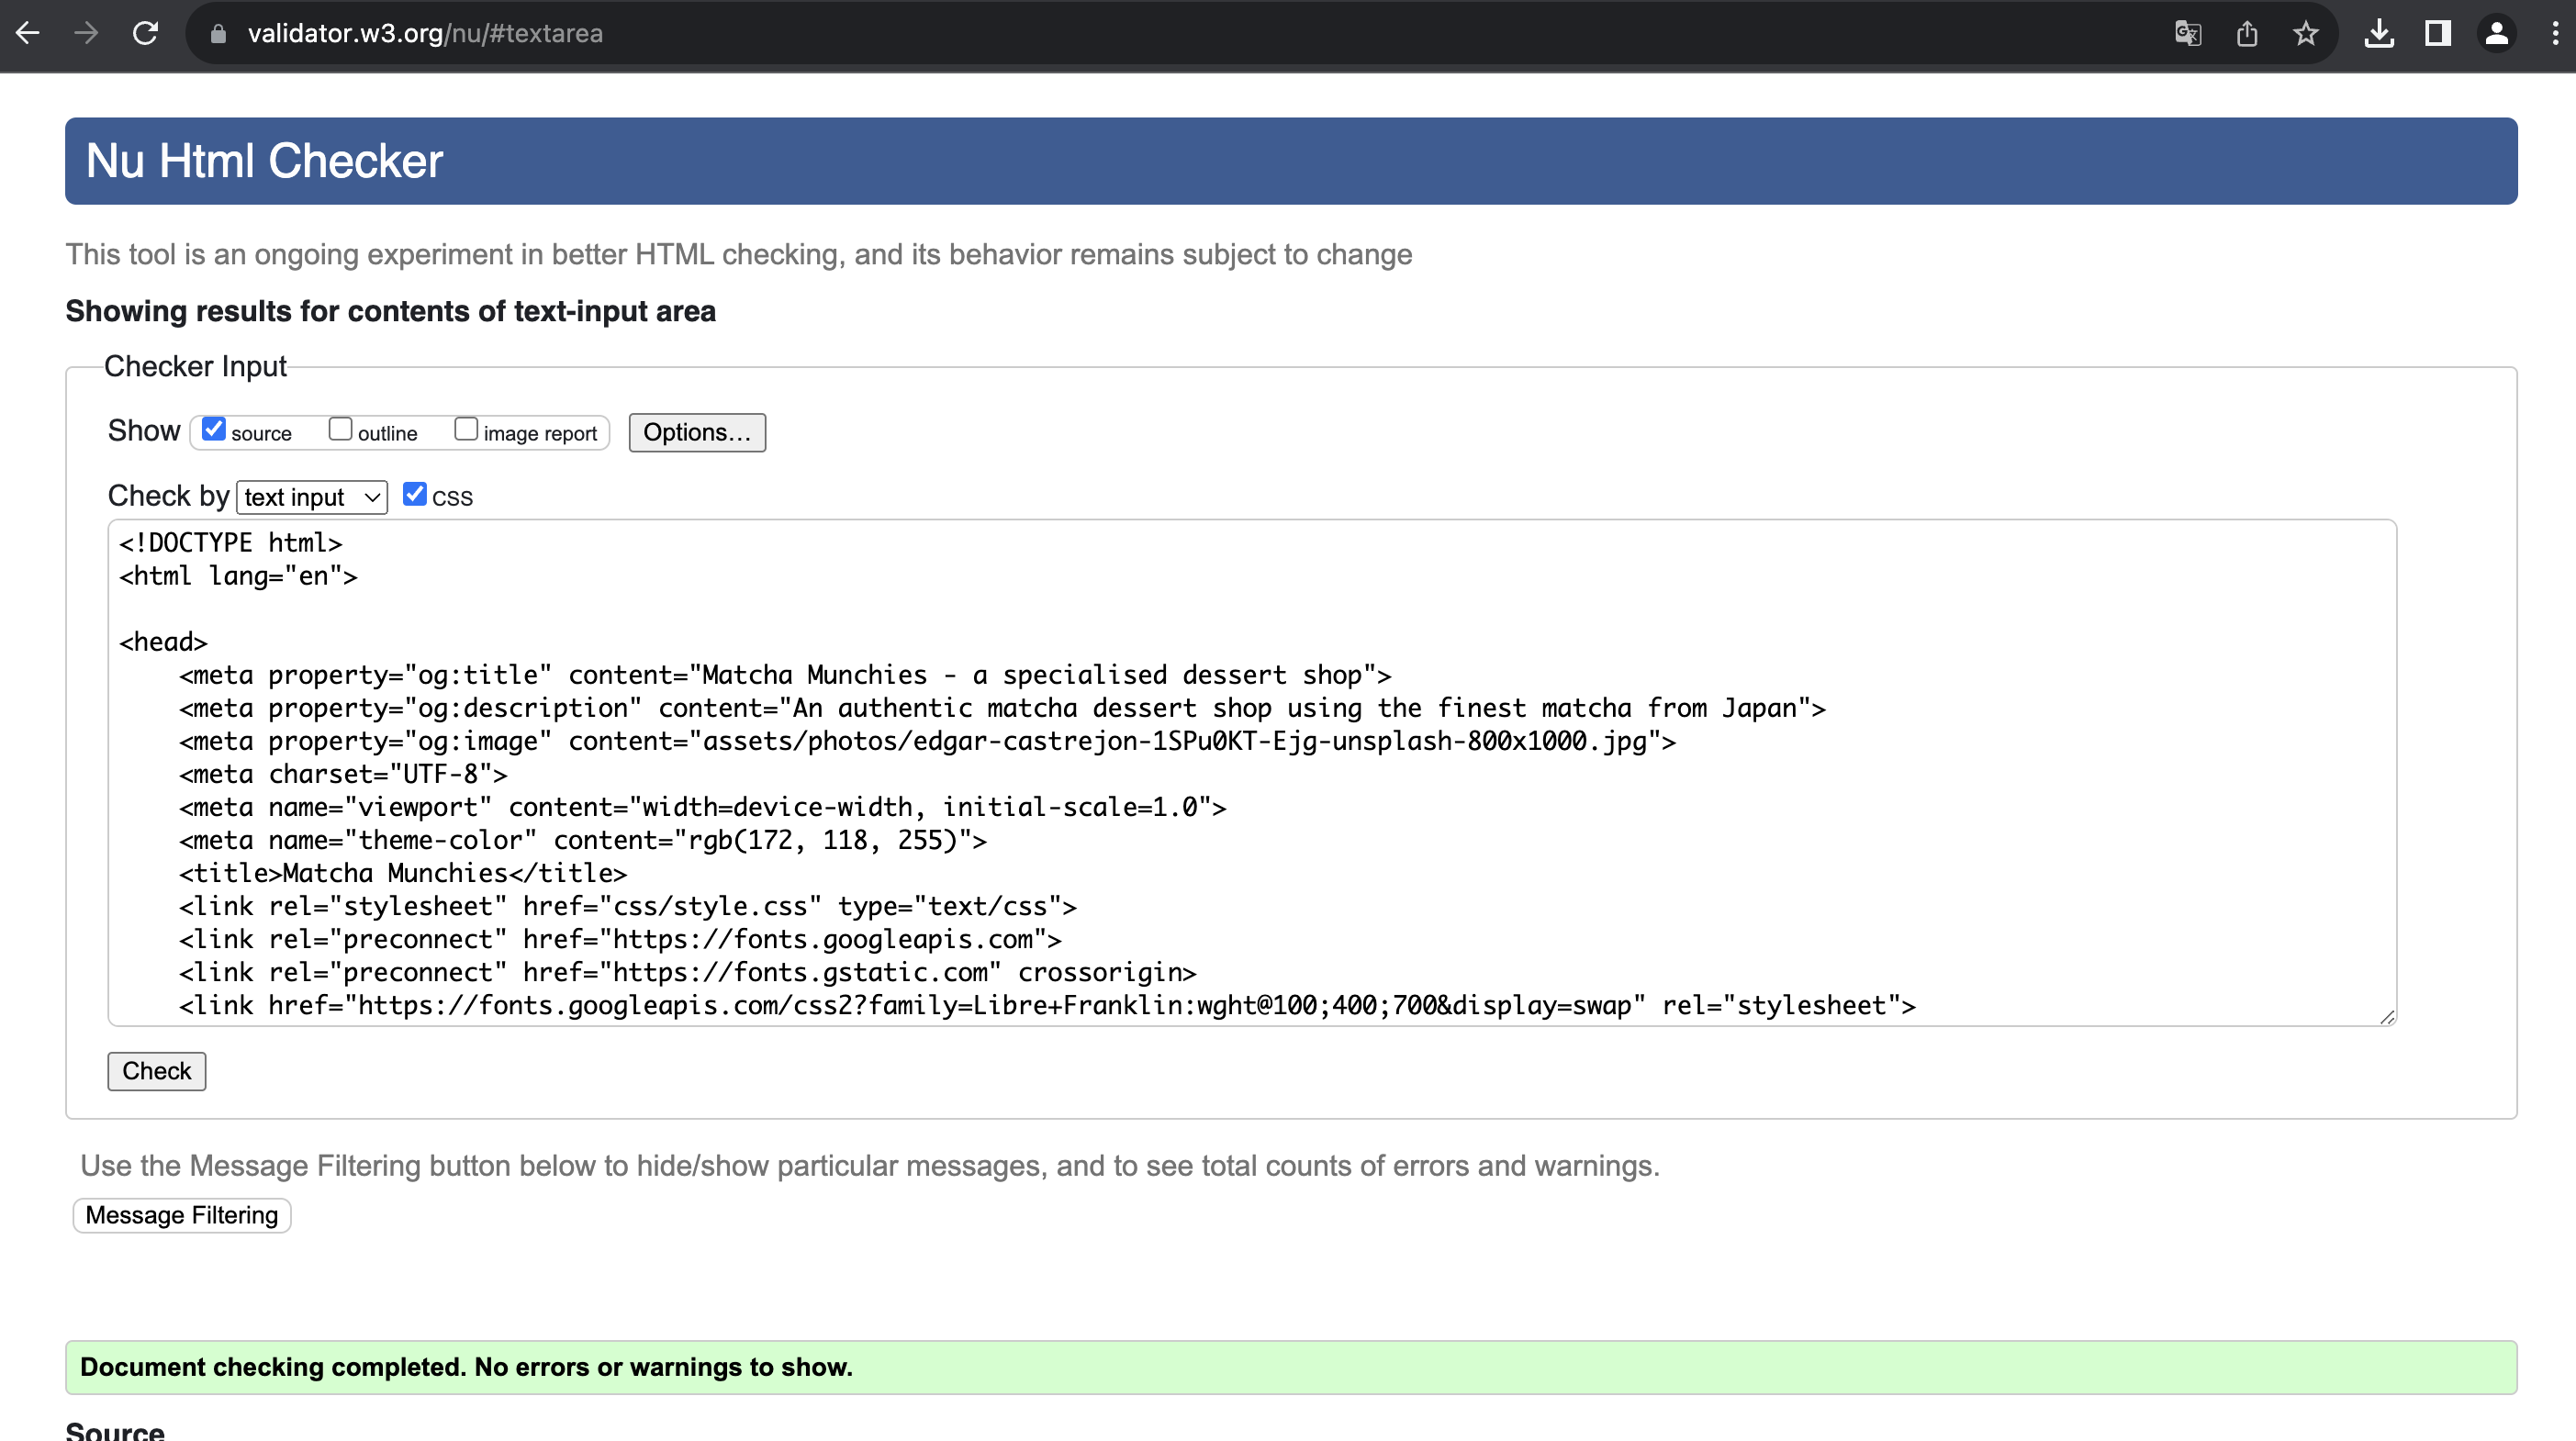 validator.w3.org/nu/#textarea
Nu Html Checker
This tool is an ongoing experiment in better HTML checking, and its behavior remains subject to change
Showing results for contents of text-input area
Checker Input
Show source outline image report Options...
Check by text input CSS
<!DOCTYPE html>
<html lang="en">
<head>
<meta property="og:title" content="Matcha Munchies - a specialised dessert shop">
<meta property="og:description" content="An authentic matcha dessert shop using the finest matcha from Japan">
<meta property="og:image" content="assets/photos/edgar-castrejon-1SPu0KT-Ejg-unsplash-800x1000.jpg">
<meta charset="UTF-8">
<meta name="viewport" content="width=device-width, initial-scale=1.0">
<meta name="theme-color" content="rgb(172, 118, 255)">
<title>Matcha Munchies</title>
<link rel="stylesheet" href="css/style.css" type="text/css">
<link rel="preconnect" href="https://fonts.googleapis.com">
<link rel="preconnect" href="https://fonts.gstatic.com" crossorigin>
<link href="https://fonts.googleapis.com/css2?family=Libre+Franklin:wght@100;400;700&display=swap" rel="stylesheet">
Check
Use the Message Filtering button below to hide/show particular messages, and to see total counts of errors and warnings.
Message Filtering
Document checking completed. No errors or warnings to show.
Source